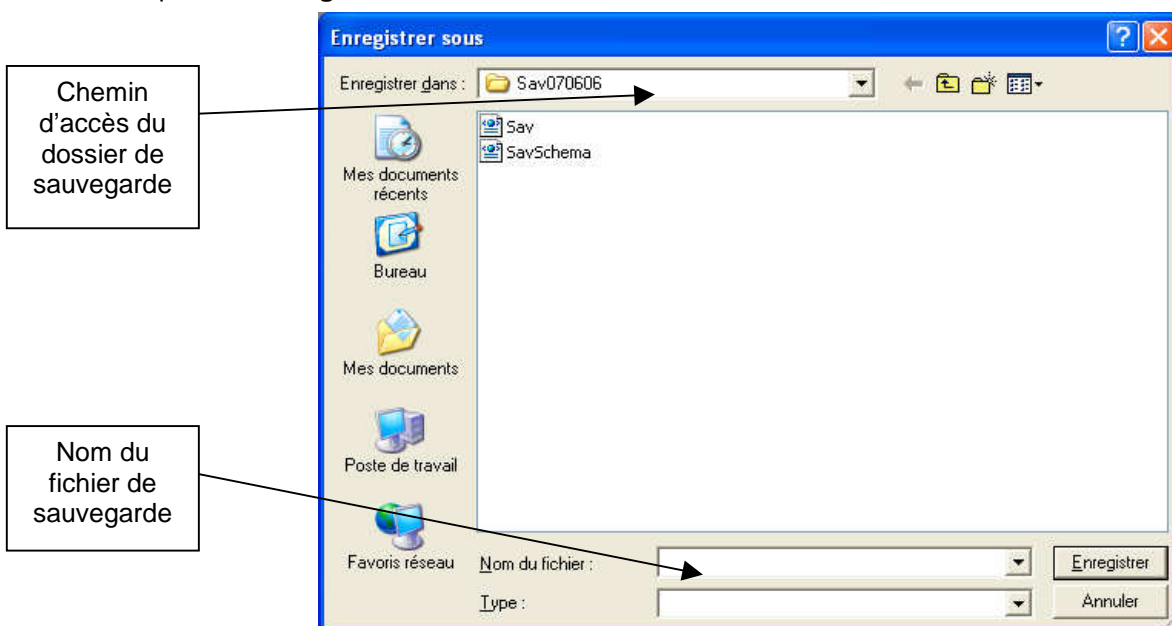 Enregistrer sous
Chemin
d'accès du
dossier de
sauvegarde
Enregistrer dans :
Sav070606
Sav
SavSchema
Mes documents
récents
Bureau
Mes documents
Poste de travail
Favoris réseau
Nom du
fichier de
sauvegarde
Nom du fichier :
Enregistrer
Type :
Annuler